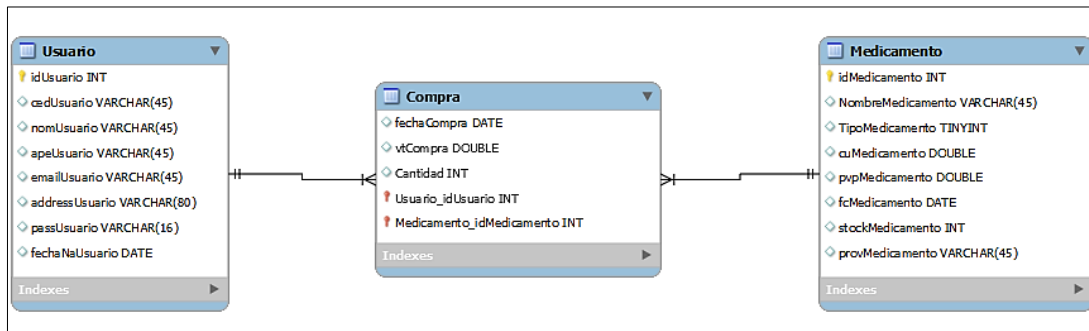 Usuario
idUsuario INT
cedUsuario VARCHAR(45)
nomUsuario VARCHAR(45)
apeUsuario VARCHAR(45)
emailUsuario VARCHAR(45)
addressUsuario VARCHAR(80)
passUsuario VARCHAR(16)
fechaNaUsuario DATE
Indexes
Compra
fechaCompra DATE
vtCompra DOUBLE
Cantidad INT
Usuario_idUsuario INT
Medicamento_idMedicamento INT
Indexes
Medicamento
idMedicamento INT
NombreMedicamento VARCHAR(45)
TipoMedicamento TINYINT
cuMedicamento DOUBLE
pvpMedicamento DOUBLE
fcMedicamento DATE
stockMedicamento INT
provMedicamento VARCHAR(45)
Indexes